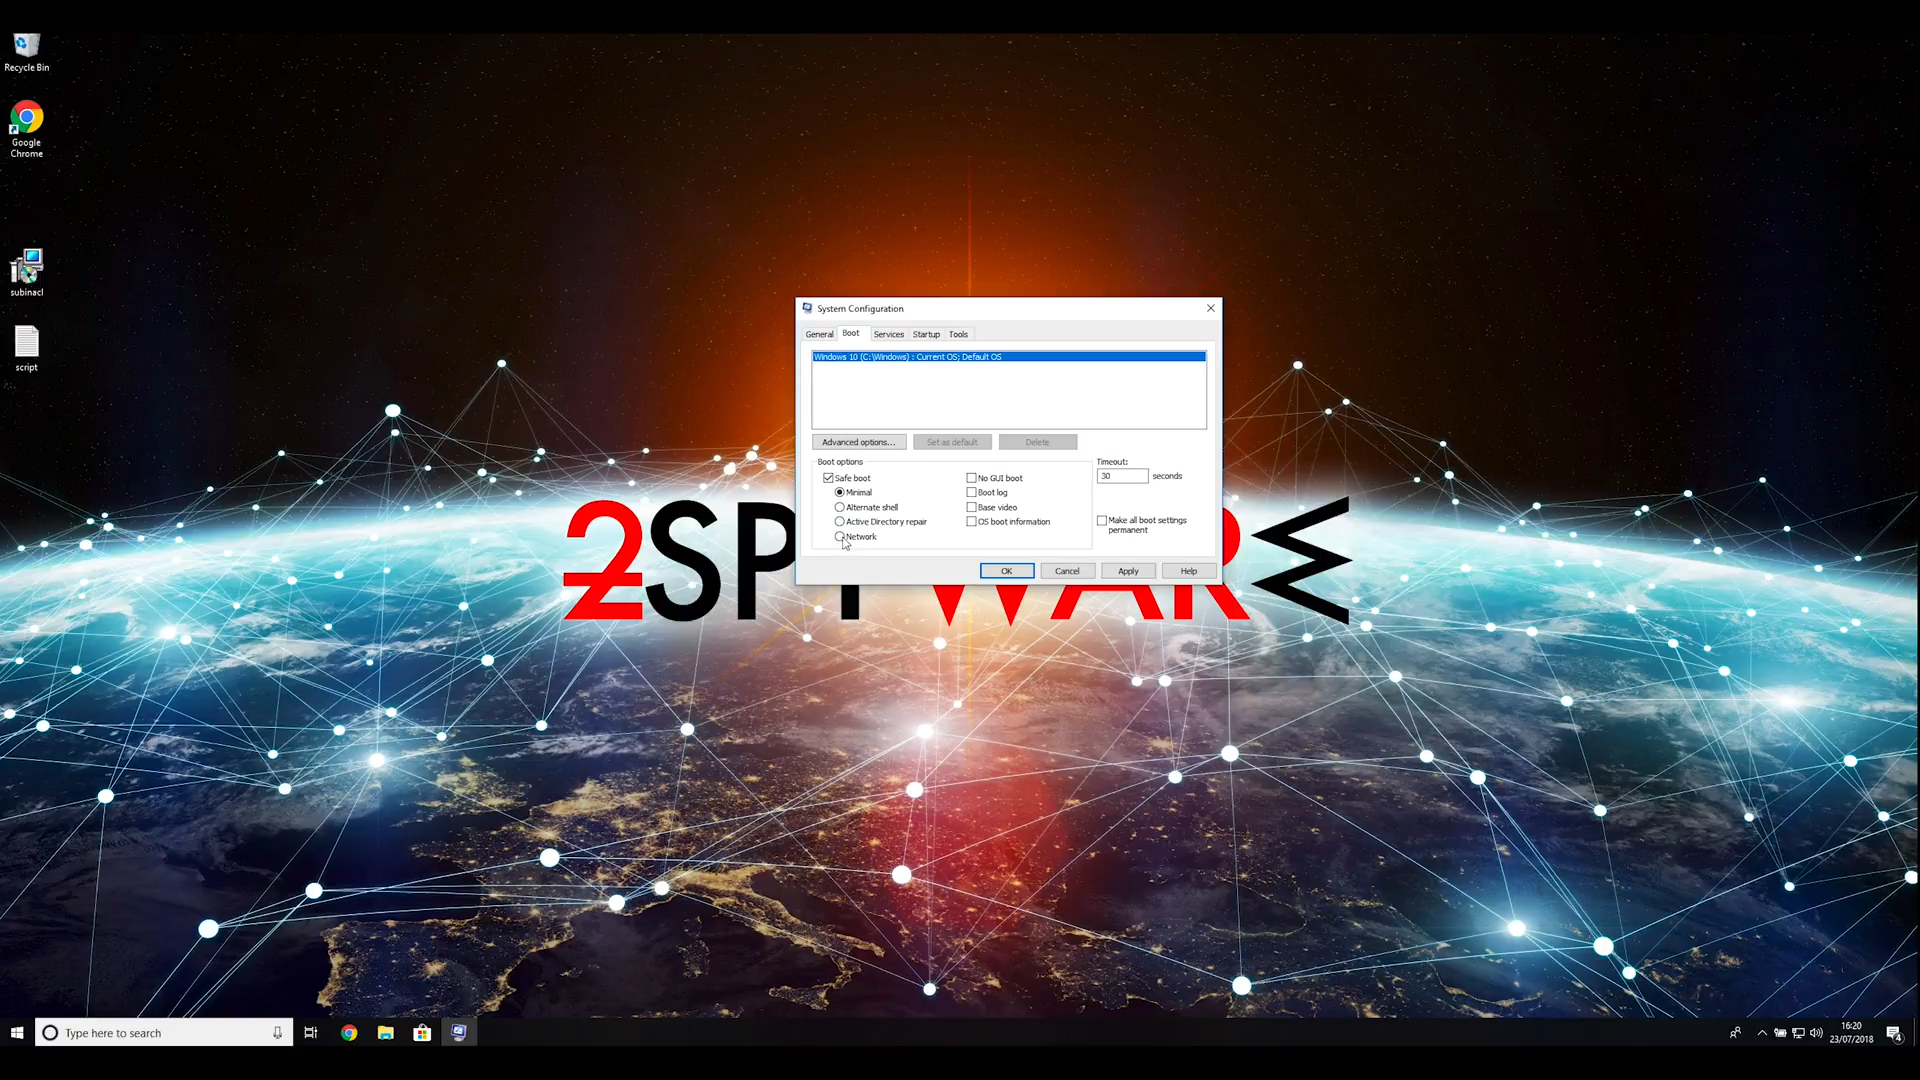 Recycle Bin
Google
Chrome
subinacl
script
System Configuration
General
Boot
Services
Startup
Tools
Windows 10 (C:\Windows) : Current OS; Default OS
Advanced options...
Set as default
Delete
Boot options
Safe boot
Minimal
Alternate shell
Active Directory repair
Network
No GUI boot
Boot log
Base video
OS boot information
Timeout:
30 seconds
Make all boot settings
permanent
OK
Cancel
Apply
Help
Type here to search
16:20
23/07/2018
4